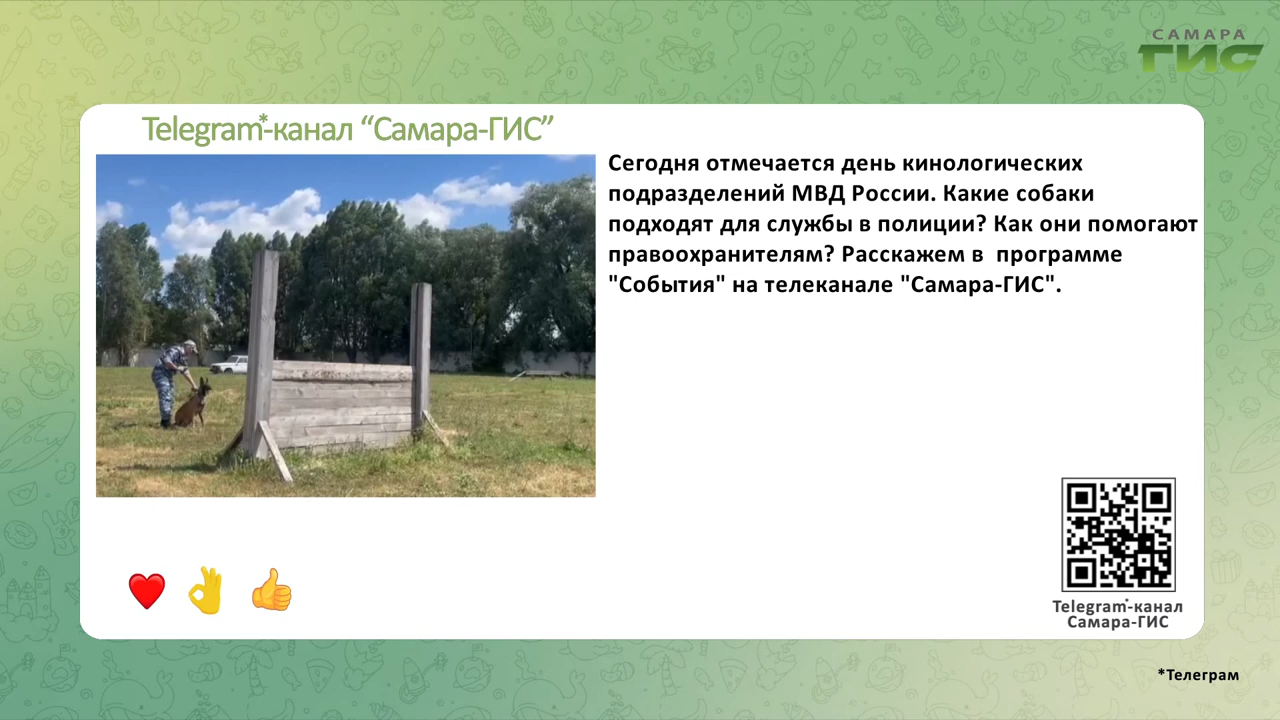 САМАРА
ГИС
Telegram*-канал “Самара-ГИС”
Сегодня отмечается день кинологических
подразделений МВД России. Какие собаки
подходят для службы в полиции? Как они помогают
правоохранителям? Расскажем в  программе
"События" на телеканале "Самара-ГИС".
Telegram*-канал
Самара-ГИС
*Телеграм